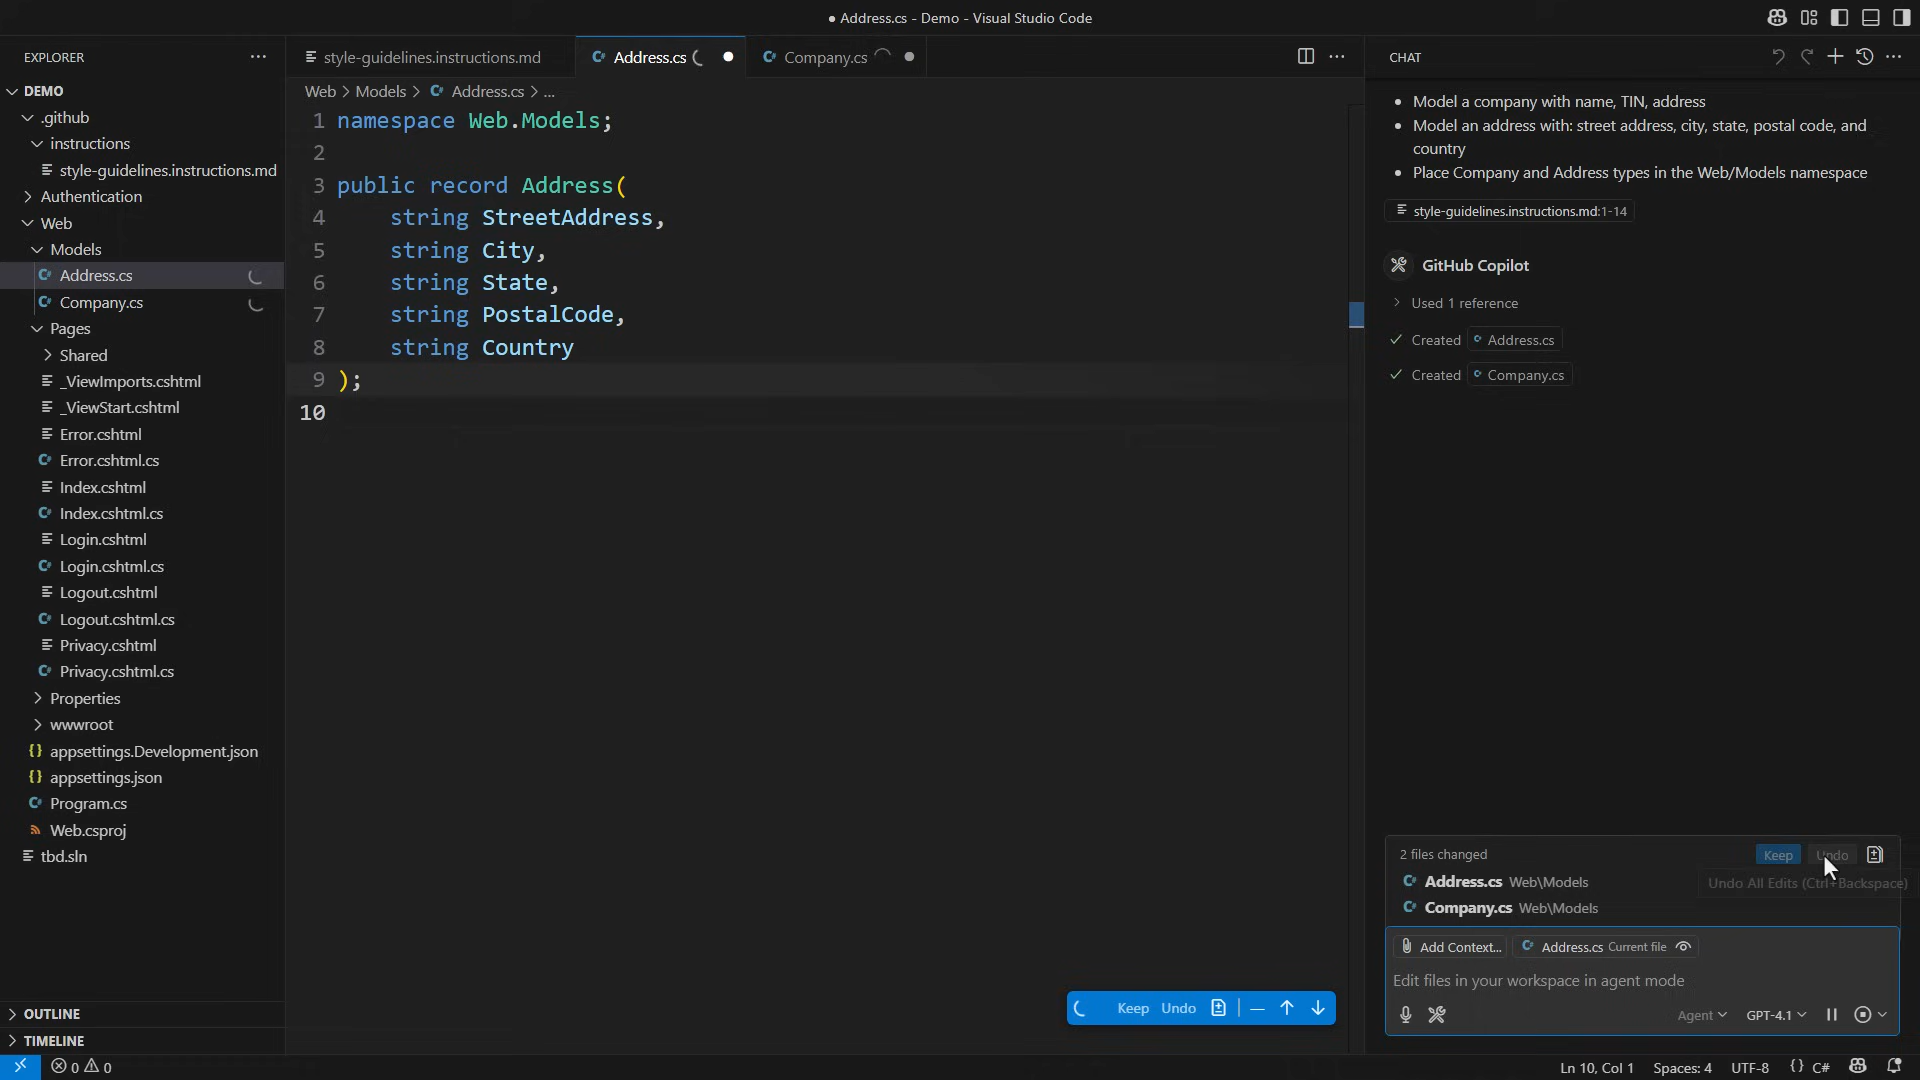 ● Address.cs - Demo - Visual Studio Code
EXPLORER
DEMO
.github
instructions
style-guidelines.instructions.md
Authentication
Web
Models
Address.cs
Company.cs
Pages
Shared
_ViewImports.cshtml
_ViewStart.cshtml
Error.cshtml
Error.cshtml.cs
Index.cshtml
Index.cshtml.cs
Login.cshtml
Login.cshtml.cs
Logout.cshtml
Logout.cshtml.cs
Privacy.cshtml
Privacy.cshtml.cs
Properties
wwwroot
appsettings.Development.json
appsettings.json
Program.cs
Web.csproj
tbd.sln
OUTLINE
TIMELINE
style-guidelines.instructions.md
Address.cs
Company.cs
Web > Models > Address.cs > ...
1 namespace Web.Models;
2
3 public record Address(
4 string StreetAddress,
5 string City,
6 string State,
7 string PostalCode,
8 string Country
9 );
10
Keep Undo
CHAT
• Model a company with name, TIN, address
• Model an address with: street address, city, state, postal code, and
country
• Place Company and Address types in the Web/Models namespace
style-guidelines.instructions.md:1-14
GitHub Copilot
Used 1 reference
Created Address.cs
Created Company.cs
2 files changed Keep Undo
Address.cs Web\Models
Undo All Edits (Ctrl+Backspace)
Company.cs Web\Models
Add Context... Address.cs Current file
Edit files in your workspace in agent mode
Agent GPT-4.1
0 0
Ln 10, Col 1 Spaces: 4 UTF-8 {} C#